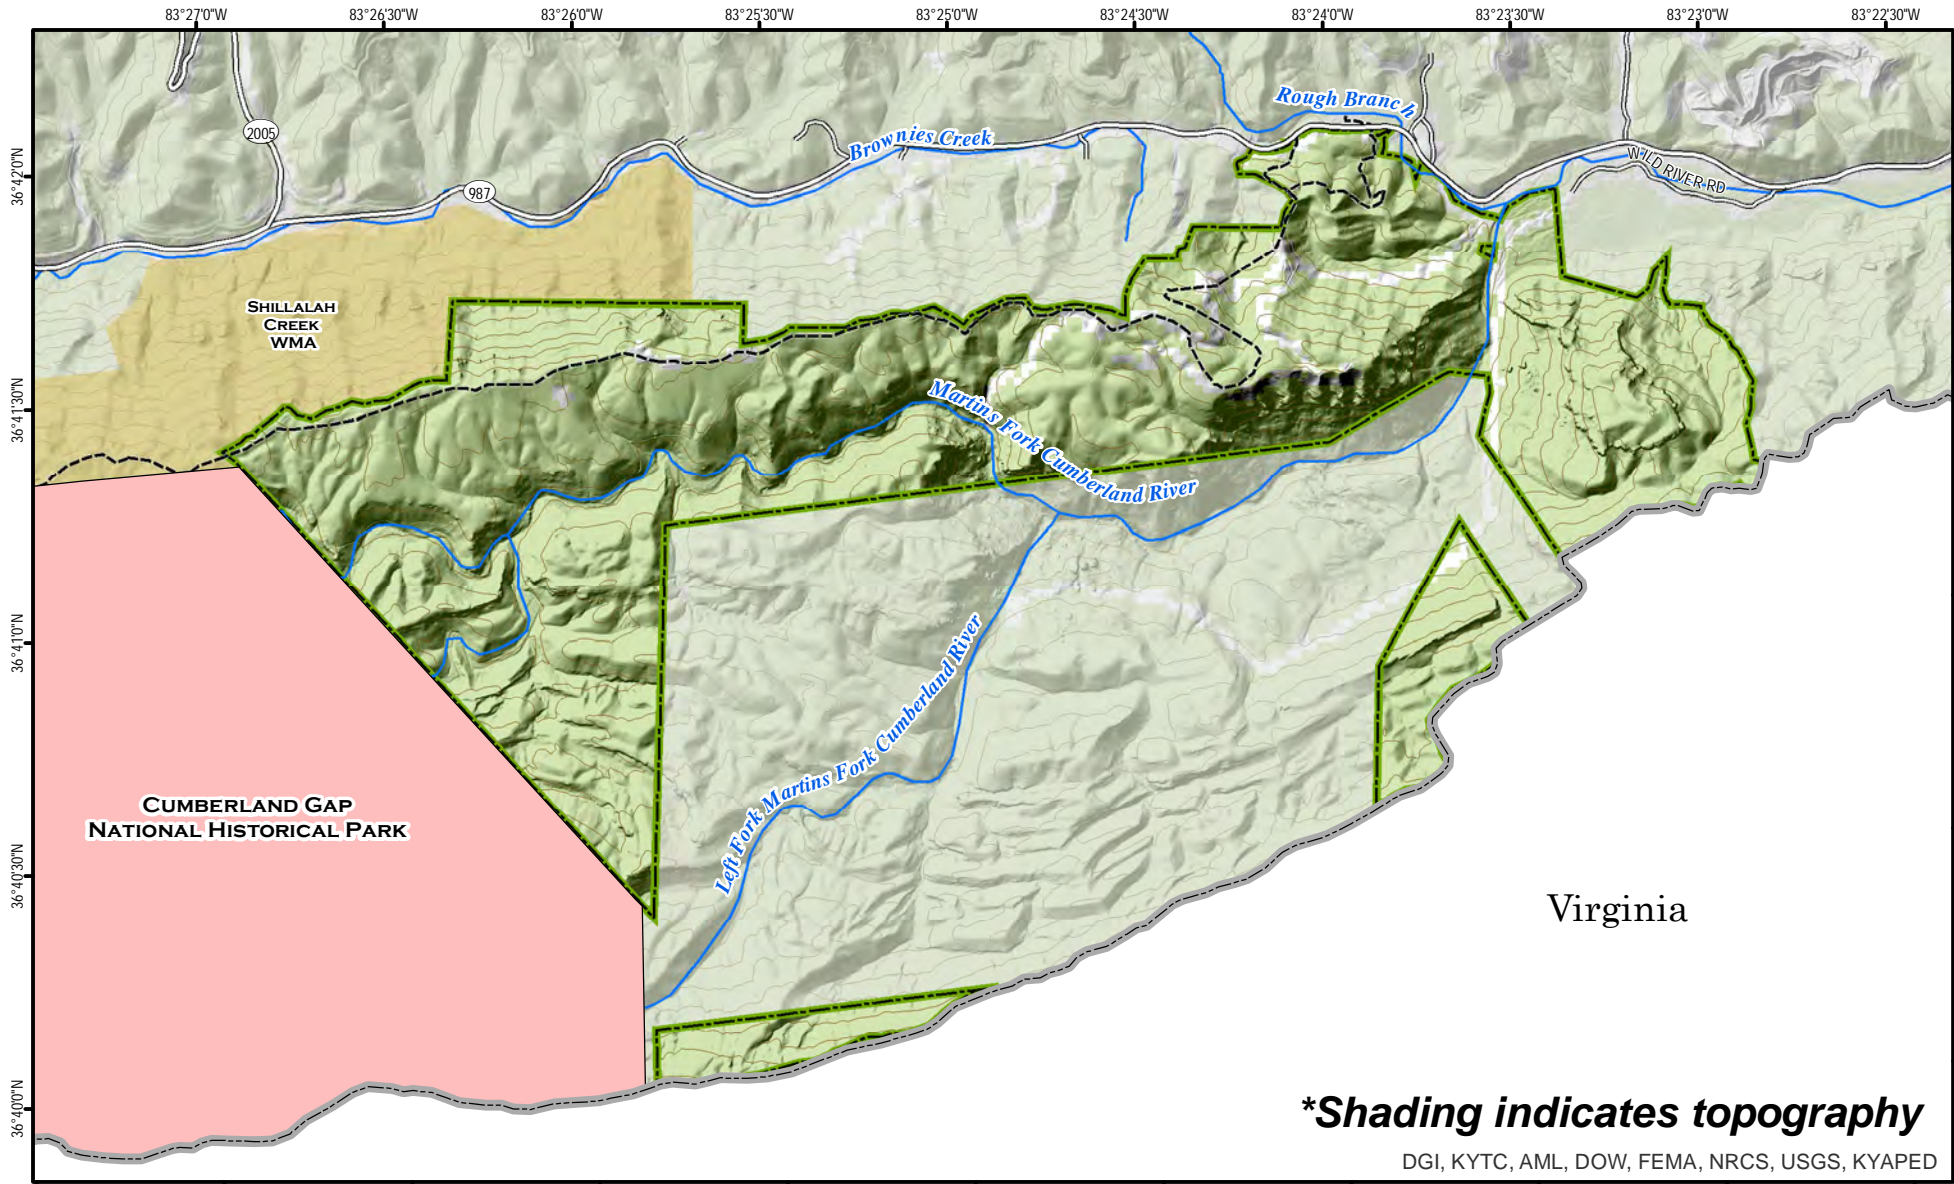 83°27'0"W
83°26'30"W
83°26'0"W
83°25'30"W
83°25'0"W
83°24'30"W
83°24'0"W
83°23'30"W
83°23'0"W
83°22'30"W
36°42'0"N
36°41'30"N
36°41'0"N
36°40'30"N
36°40'0"N
2005
987
Rough Branch
Brownies Creek
WILD RIVER RD
SHILLALAH
CREEK
WMA
Martins Fork Cumberland River
Left Fork Martins Fork Cumberland River
CUMBERLAND GAP
NATIONAL HISTORICAL PARK
Virginia
*Shading indicates topography
DGI, KYTC, AML, DOW, FEMA, NRCS, USGS, KYAPED